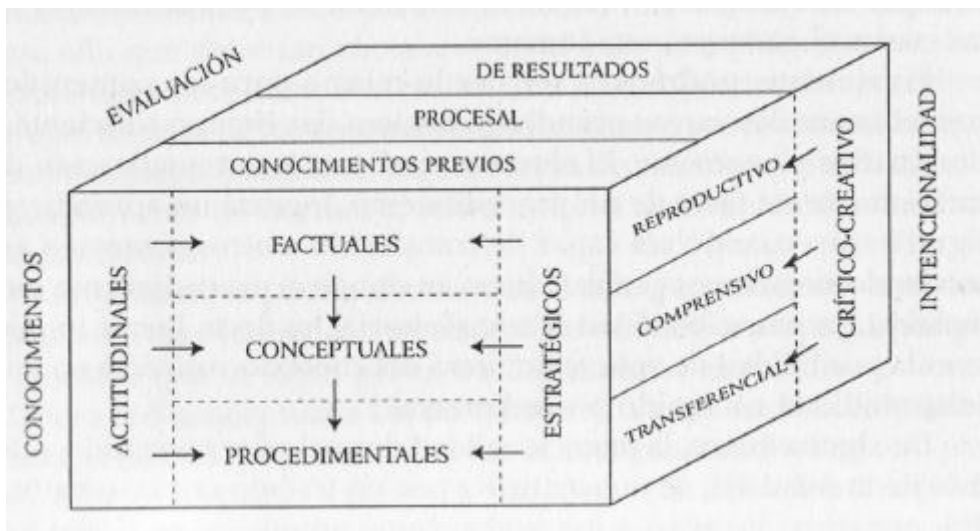 EVALUACIÓN
DE RESULTADOS
PROCESAL
CONOCIMIENTOS PREVIOS
CONOCIMIENTOS
ACTITUDINALES
FACTUALES
CONCEPTUALES
PROCEDIMENTALES
ESTRATÉGICOS
REPRODUCTIVO
COMPRENSIVO
TRANSFERENCIAL
CRÍTICO-CREATIVO
INTENCIONALIDAD